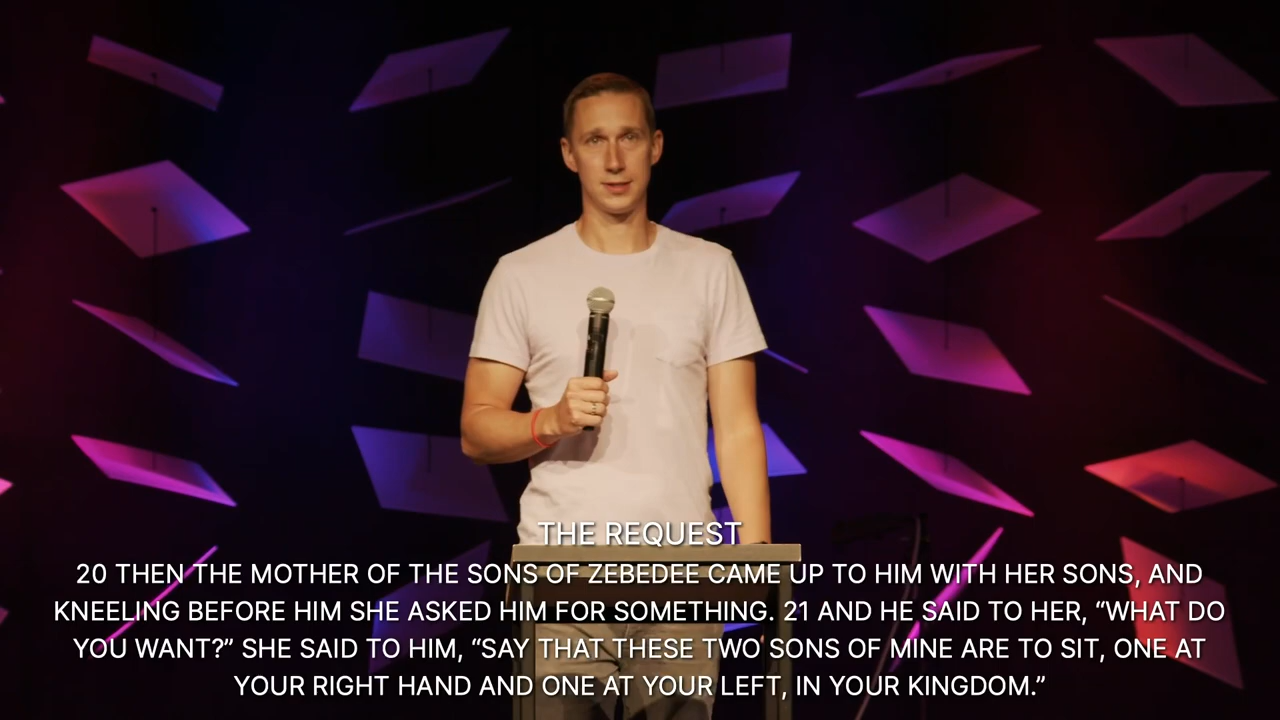 THE REQUEST
20 THEN THE MOTHER OF THE SONS OF ZEBEDEE CAME UP TO HIM WITH HER SONS, AND
KNEELING BEFORE HIM SHE ASKED HIM FOR SOMETHING. 21 AND HE SAID TO HER, “WHAT DO
YOU WANT?” SHE SAID TO HIM, “SAY THAT THESE TWO SONS OF MINE ARE TO SIT, ONE AT
YOUR RIGHT HAND AND ONE AT YOUR LEFT, IN YOUR KINGDOM.”